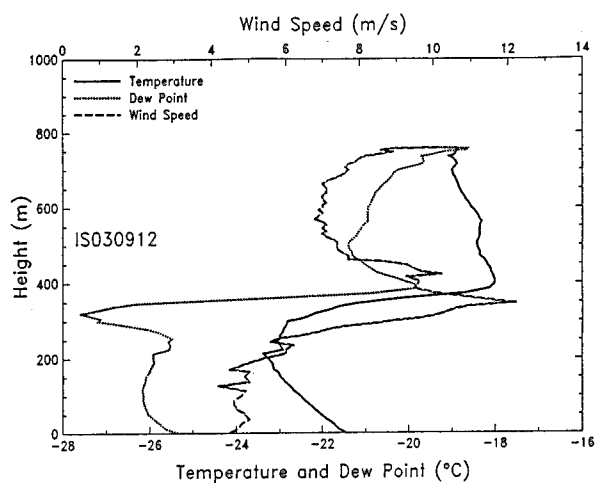 Wind Speed (m/s)
0 2 4 6 8 10 12 14
1000
Temperature
Dew Point
Wind Speed
800
600
IS030912
Height (m)
400
200
0
-28 -26 -24 -22 -20 -18 -16
Temperature and Dew Point (°C)